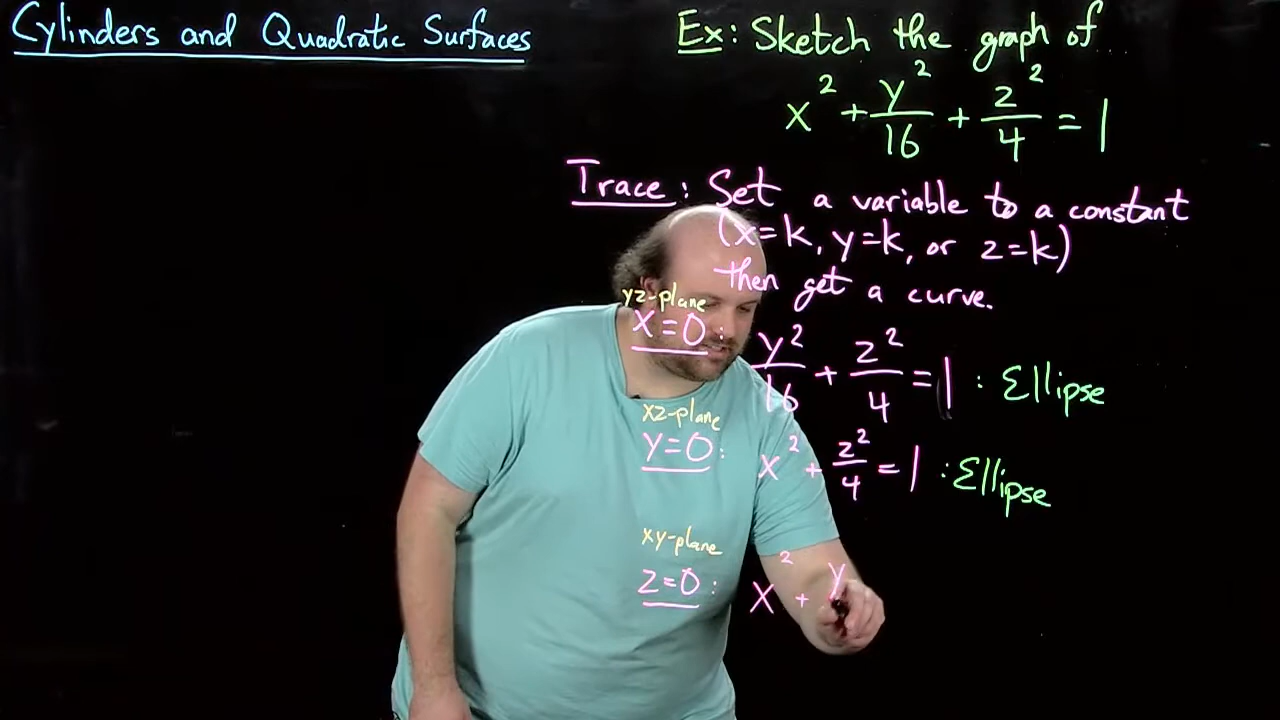 Cylinders and Quadratic Surfaces
Ex: Sketch the graph of
x² + y²/16 + z²/4 = 1
Trace: Set a variable to a constant
(x=k, y=k, or z=k)
then get a curve.
yz-plane
x=0: y²/16 + z²/4 = 1 : Ellipse
xz-plane
y=0: x² + z²/4 = 1 : Ellipse
xy-plane
z=0: x² + y